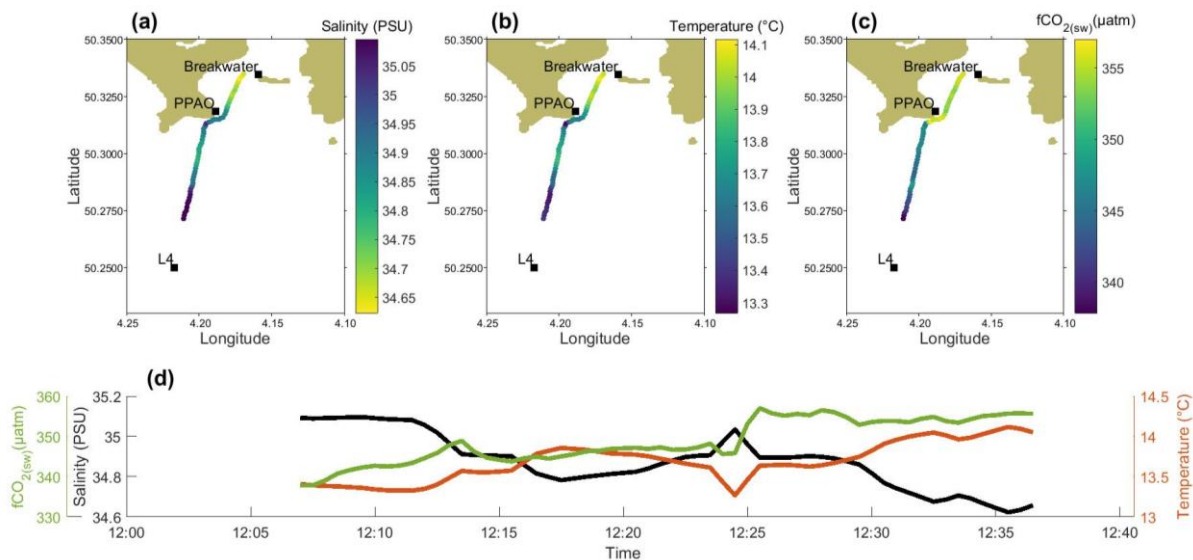 (a)
Salinity (PSU)
50.3500
50.3250
50.3000
50.2750
50.2500
Latitude
Breakwater
PPAO
L4
4.25
4.20
4.15
4.10
Longitude
35.05
35
34.95
34.9
34.85
34.8
34.75
34.7
34.65
(b)
Temperature (°C)
50.3500
50.3250
50.3000
50.2750
50.2500
Latitude
Breakwater
PPAO
L4
4.25
4.20
4.15
4.10
Longitude
14.1
14
13.9
13.8
13.7
13.6
13.5
13.4
13.3
(c)
fCO2(sw)(µatm)
50.3500
50.3250
50.3000
50.2750
50.2500
Latitude
Breakwater
PPAO
L4
4.25
4.20
4.15
4.10
Longitude
355
350
345
340
(d)
fCO2(sw)(µatm)
360
350
340
330
Salinity (PSU)
35.2
35
34.8
34.6
12:00
12:05
12:10
12:15
12:20
12:25
12:30
12:35
12:40
Time
14.5
14
13.5
13
Temperature (°C)